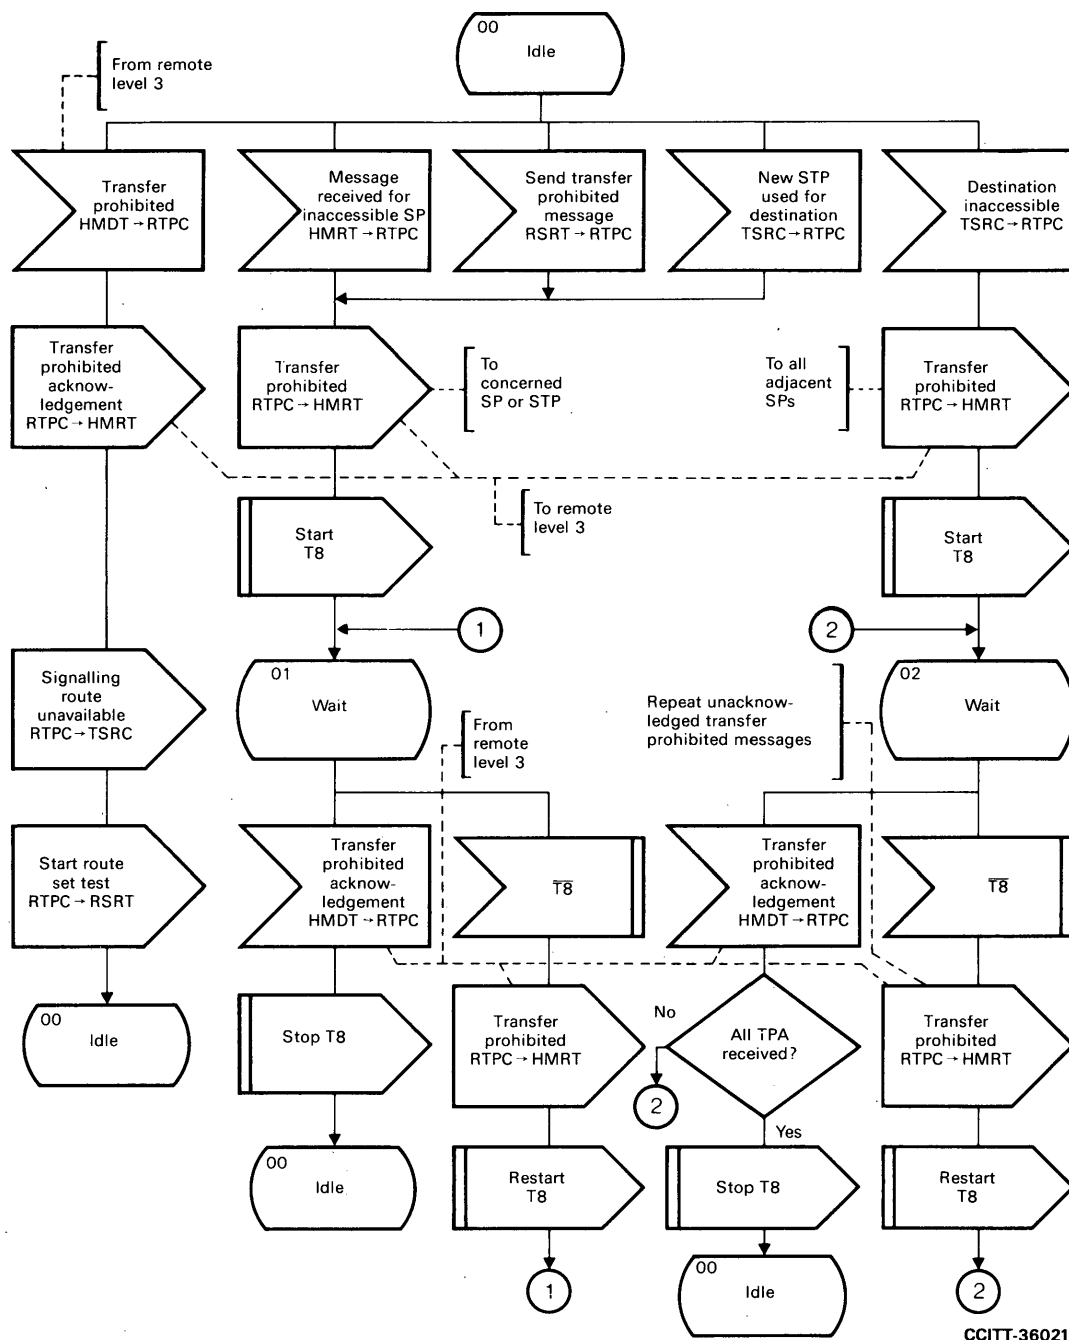 00
Idle
From remote
level 3
Transfer
prohibited
HMDT → RTPC
Message
received for
inaccessible SP
HMRT → RTPC
Send transfer
prohibited
message
RSRT → RTPC
New STP
used for
destination
TSRC → RTPC
Destination
inaccessible
TSRC → RTPC
Transfer
prohibited
acknow-
ledgement
RTPC → HMRT
Transfer
prohibited
RTPC → HMRT
To
concerned
SP or STP
To all
adjacent
SPs
Transfer
prohibited
RTPC → HMRT
To remote
level 3
Start
T8
Start
T8
1
2
Signalling
route
unavailable
RTPC → TSRC
01
Wait
From
remote
level 3
Repeat unacknow-
ledged transfer
prohibited messages
02
Wait
Start route
set test
RTPC → RSRT
Transfer
prohibited
acknow-
ledgement
HMDT → RTPC
T8
Transfer
prohibited
acknow-
ledgement
HMDT → RTPC
T8
00
Idle
Stop T8
Transfer
prohibited
RTPC → HMRT
No
All TPA
received?
2
Yes
Transfer
prohibited
RTPC → HMRT
00
Idle
Restart
T8
Stop T8
Restart
T8
1
00
Idle
2
CCITT-36021